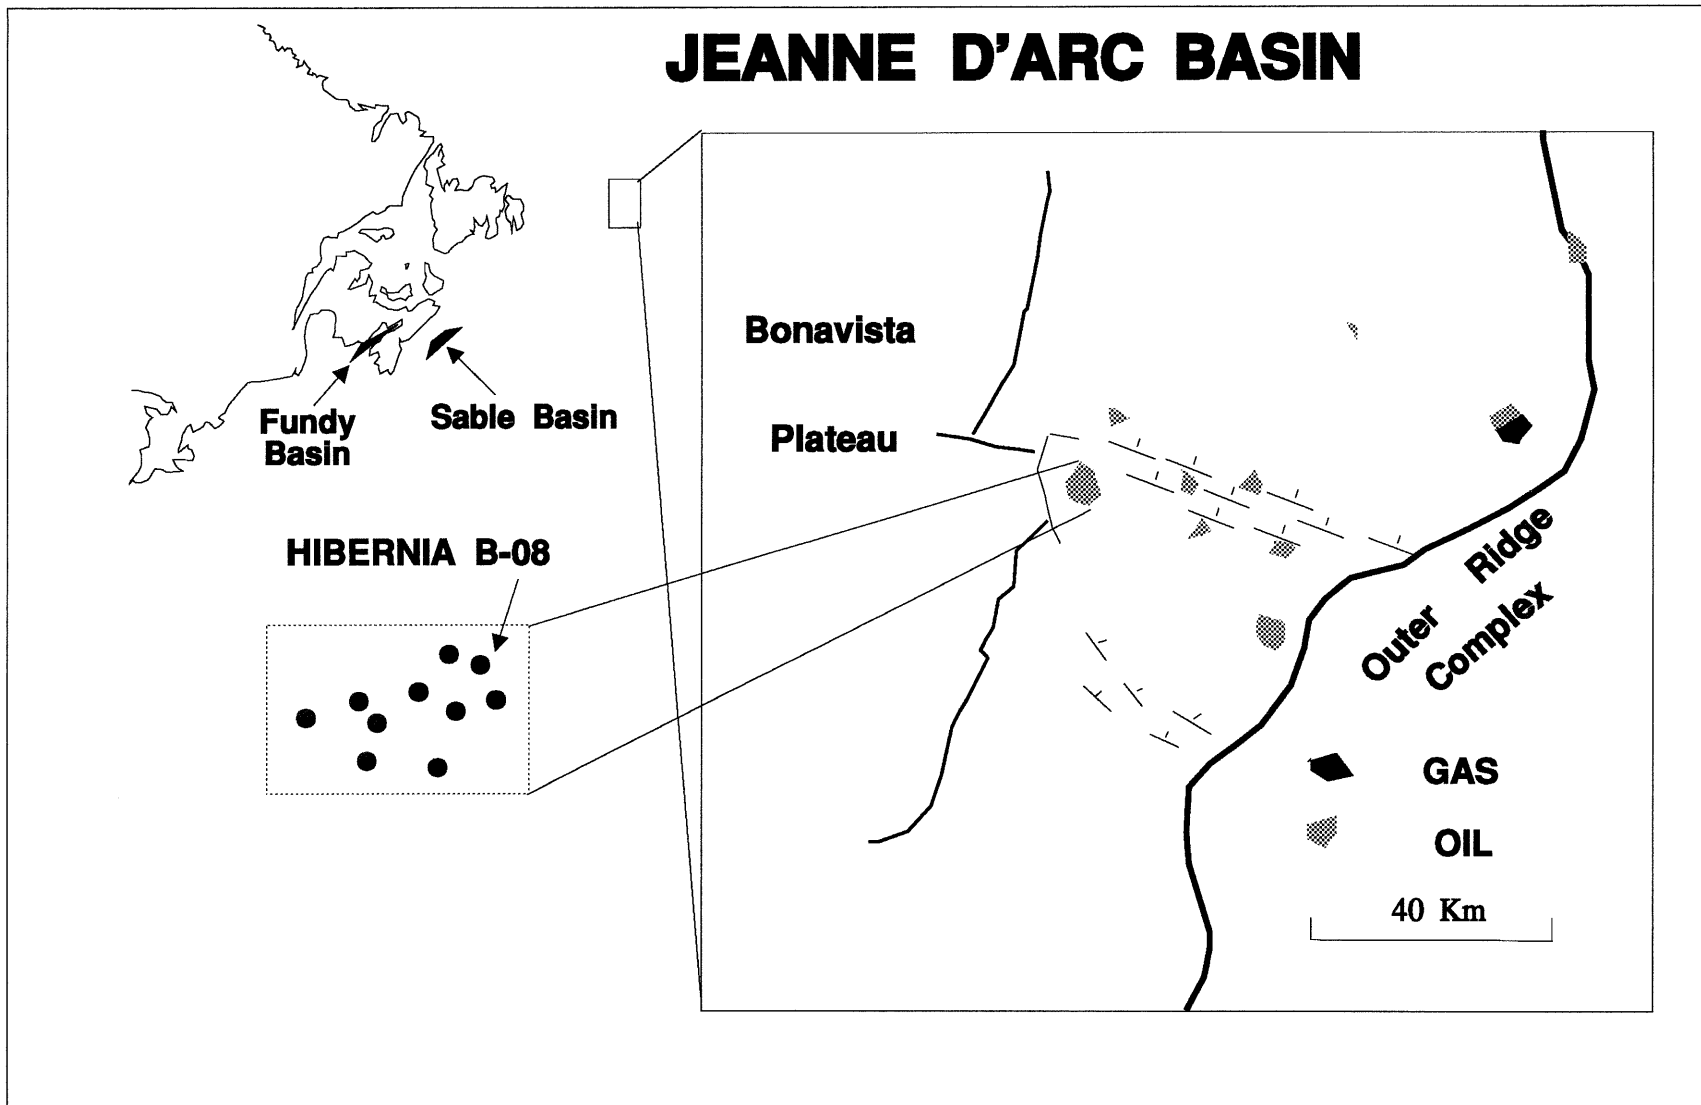 JEANNE D'ARC BASIN
Bonavista
Plateau
Fundy
Basin
Sable Basin
HIBERNIA B-08
Outer Ridge
Complex
GAS
OIL
40 Km